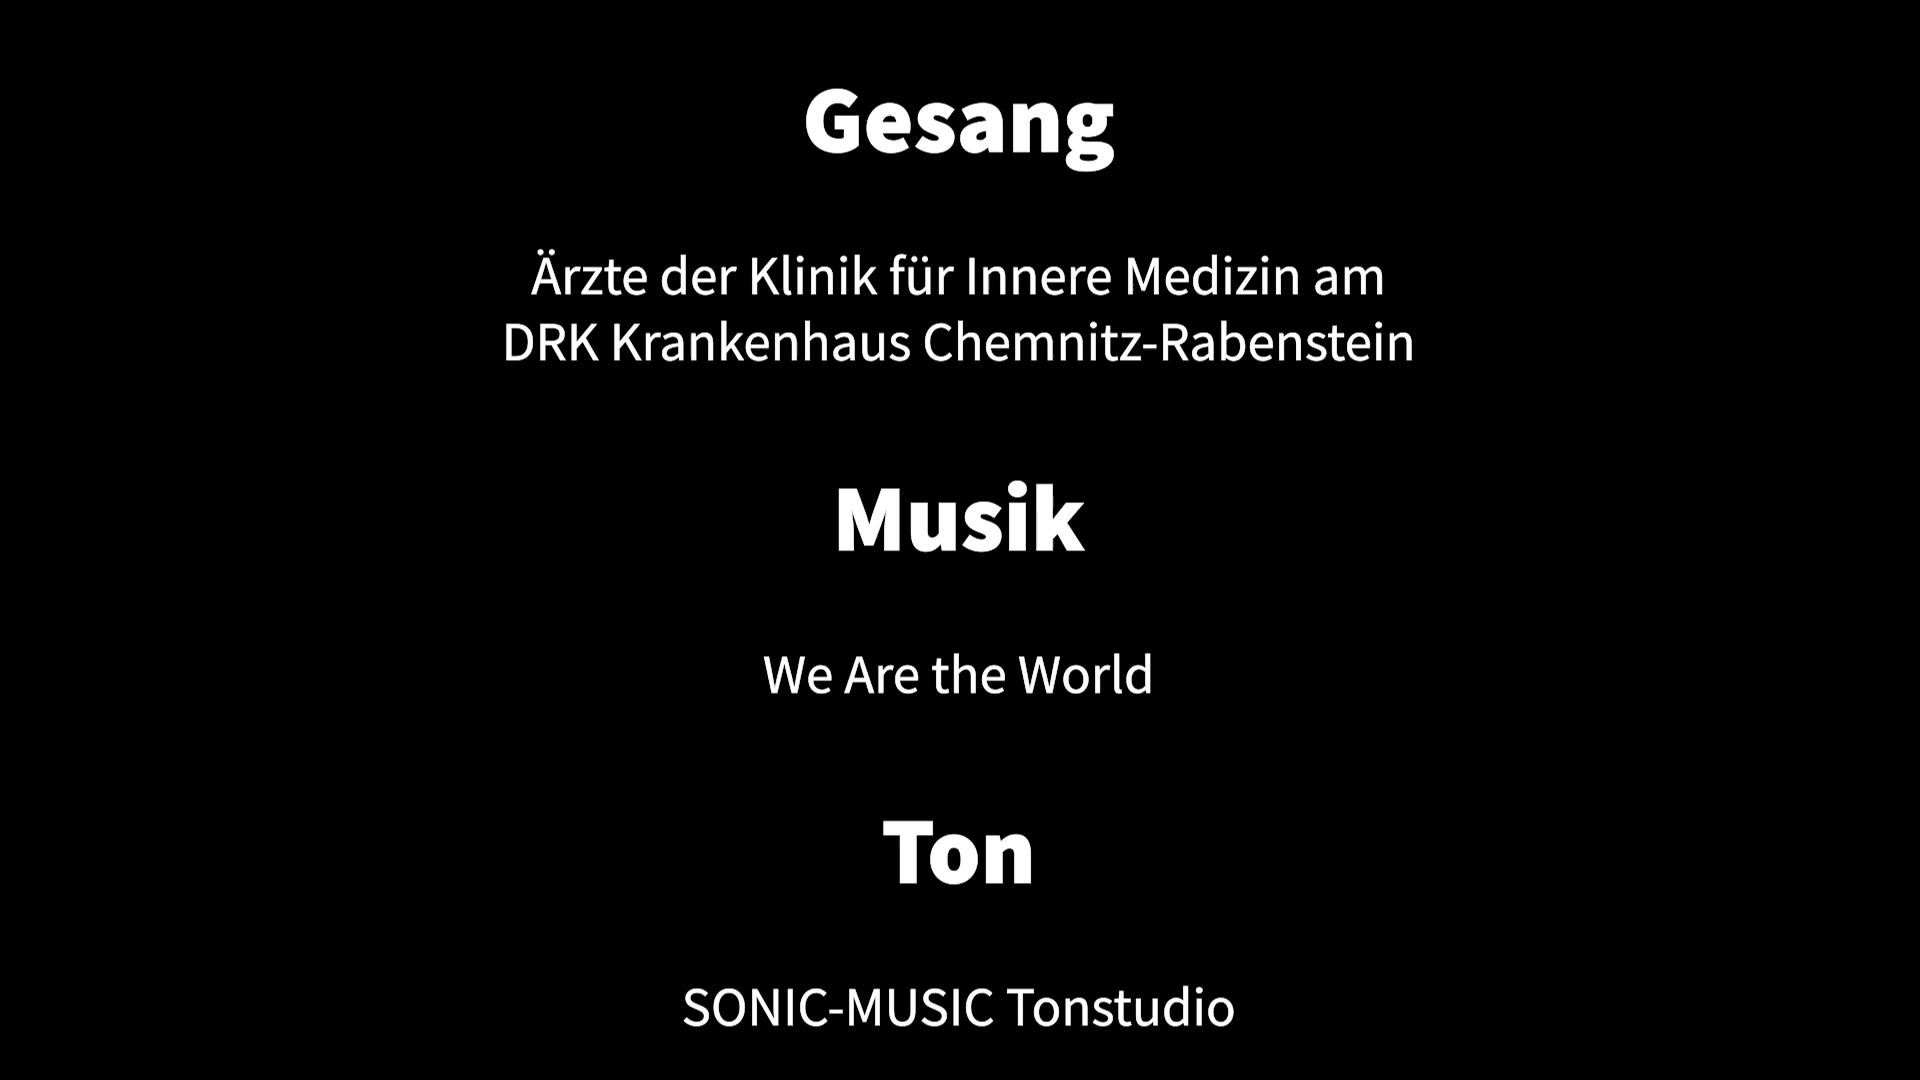 Gesang
Ärzte der Klinik für Innere Medizin am
DRK Krankenhaus Chemnitz-Rabenstein
Musik
We Are the World
Ton
SONIC-MUSIC Tonstudio